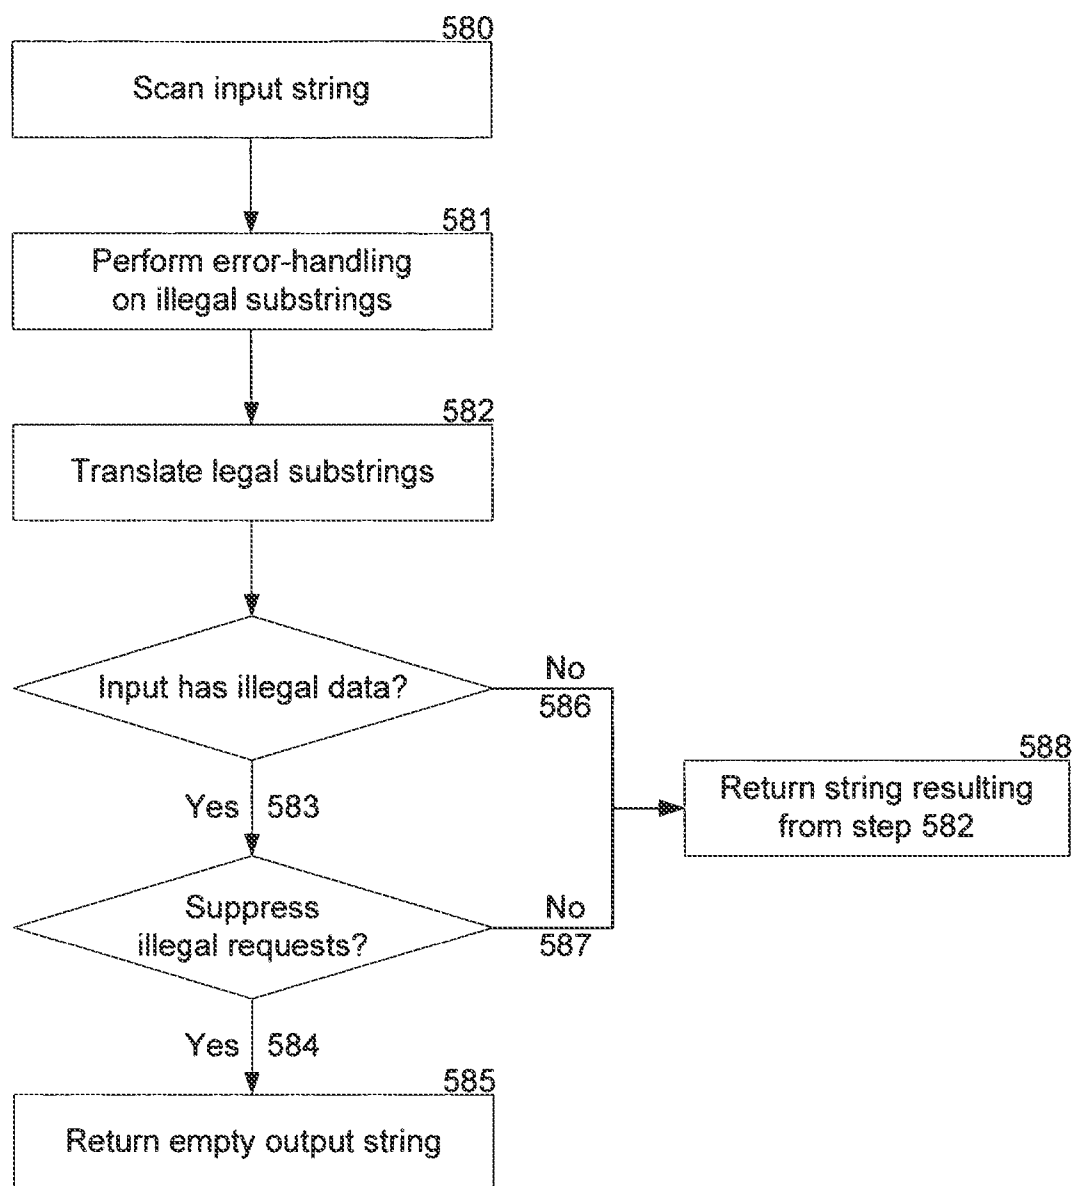 580
Scan input string
581
Perform error-handling
on illegal substrings
582
Translate legal substrings
Input has illegal data?
No
586
588
Return string resulting
from step 582
Yes 583
Suppress
illegal requests?
No
587
Yes 584
585
Return empty output string